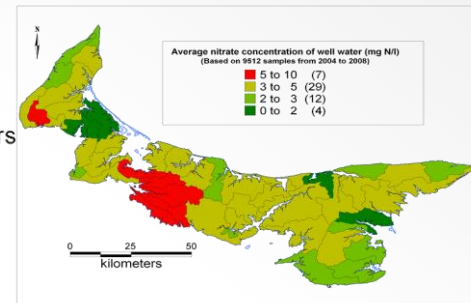 N
Average nitrate concentration of well water (mg N/l)
(Based on 9512 samples from 2004 to 2008)
5 to 10 (7)
3 to 5 (29)
2 to 3 (12)
0 to 2 (4)
rs
0 25 50
kilometers